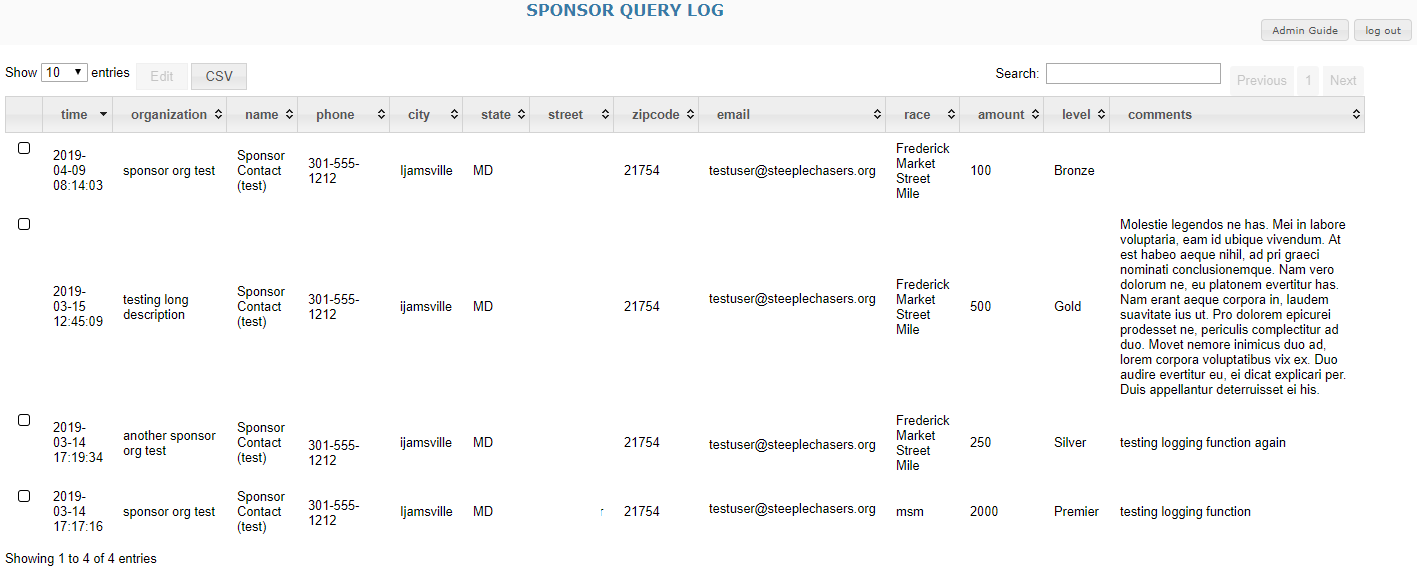 SPONSOR QUERY LOG
Admin Guide log out
Show 10 entries Edit CSV Search: Previous 1 Next
time organization name phone city state street zipcode email race amount level comments
2019-
04-09
08:14:03
sponsor org test
Sponsor
Contact
(test)
301-555-
1212
Ijamsville
MD
21754
testuser@steeplechasers.org
Frederick
Market
Street
Mile
100
Bronze
2019-
03-15
12:45:09
testing long
description
Sponsor
Contact
(test)
301-555-
1212
ijamsville
MD
21754
testuser@steeplechasers.org
Frederick
Market
Street
Mile
500
Gold
Molestie legendos ne has. Mei in labore
voluptaria, eam id ubique vivendum. At
est habeo aeque nihil, ad pri graeci
nominati conclusionemque. Nam vero
dolorum ne, eu platonem evertitur has.
Nam erant aeque corpora in, laudem
suavitate ius ut. Pro dolorem epicurei
prodesset ne, periculis complectitur ad
duo. Movet nemore inimicus duo ad,
lorem corpora voluptatibus vix ex. Duo
audire evertitur eu, ei dicat explicari per.
Duis appellantur deterruisset ei his.
2019-
03-14
17:19:34
another sponsor
org test
Sponsor
Contact
(test)
301-555-
1212
ijamsville
MD
21754
testuser@steeplechasers.org
Frederick
Market
Street
Mile
250
Silver
testing logging function again
2019-
03-14
17:17:16
sponsor org test
Sponsor
Contact
(test)
301-555-
1212
Ijamsville
MD
21754
testuser@steeplechasers.org
msm
2000
Premier
testing logging function
Showing 1 to 4 of 4 entries